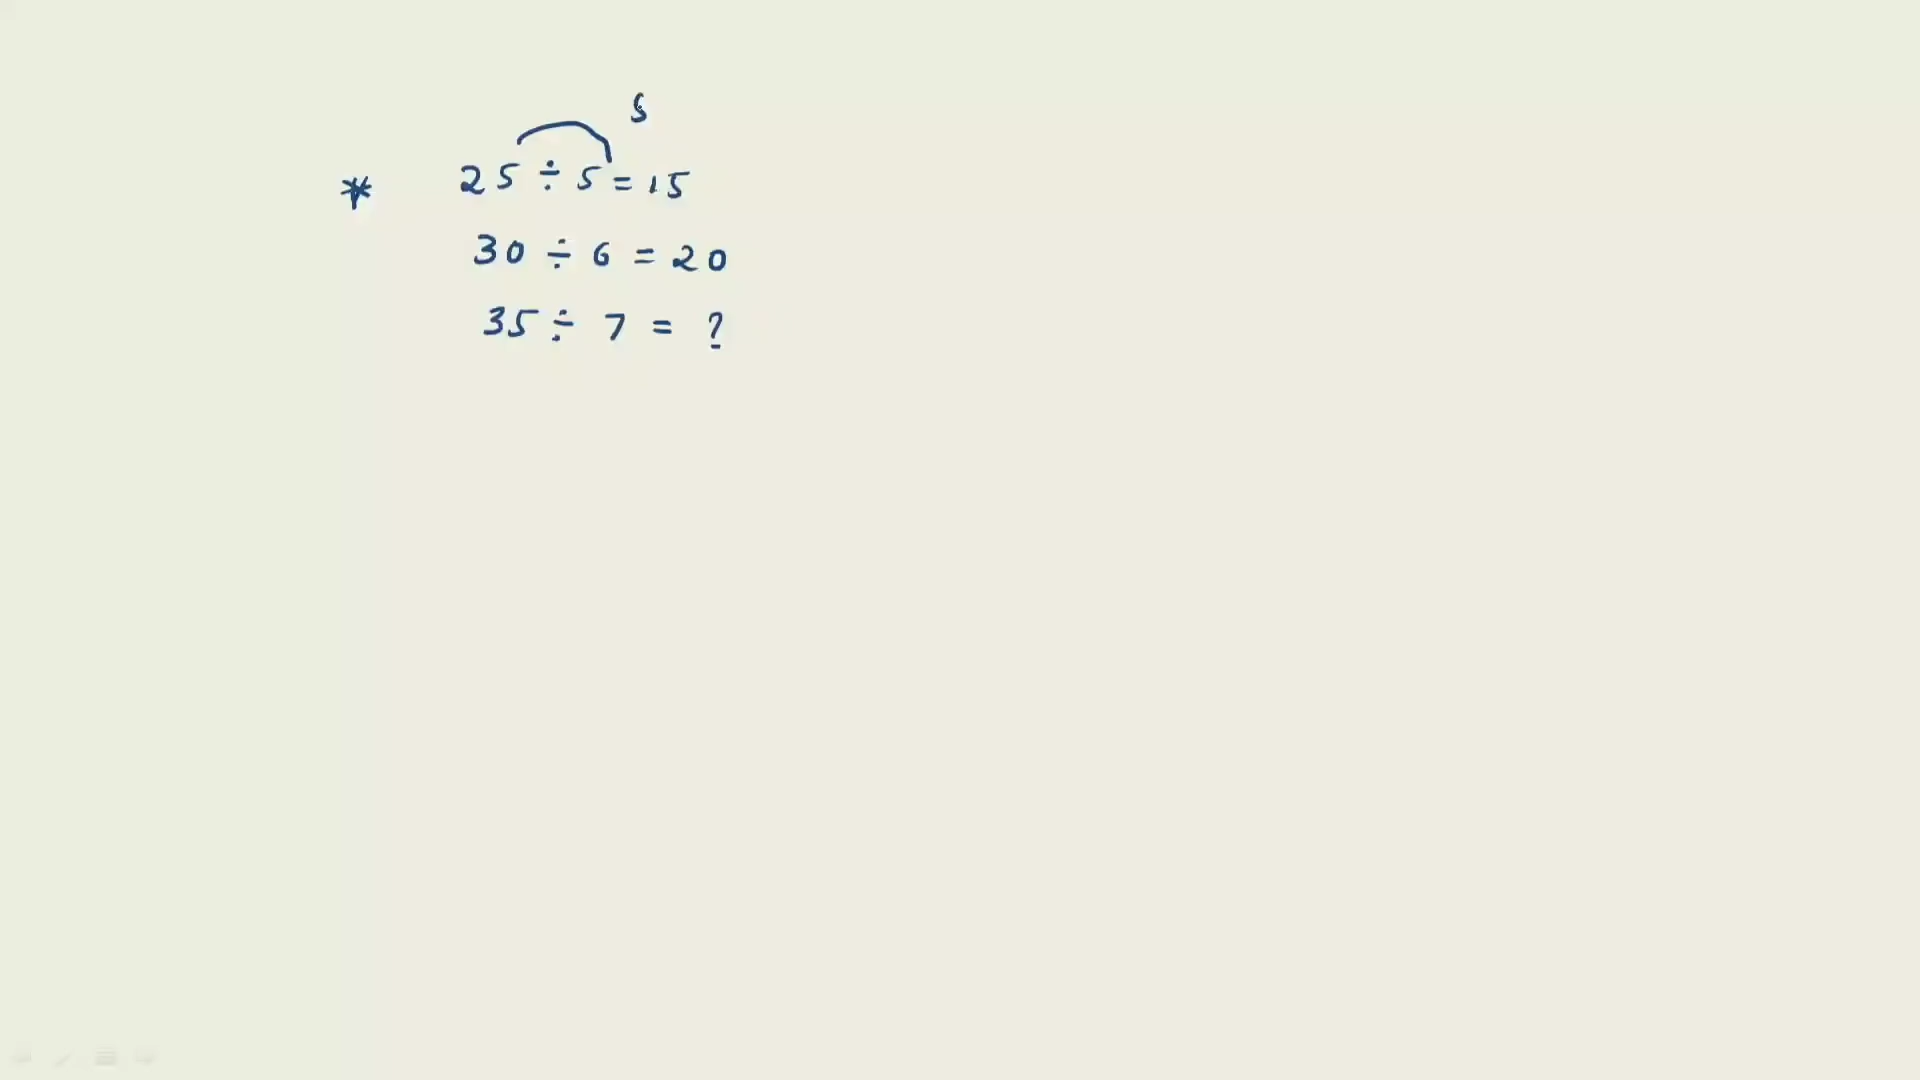 5
* 25 ÷ 5 = 15
30 ÷ 6 = 20
35 ÷ 7 = ?